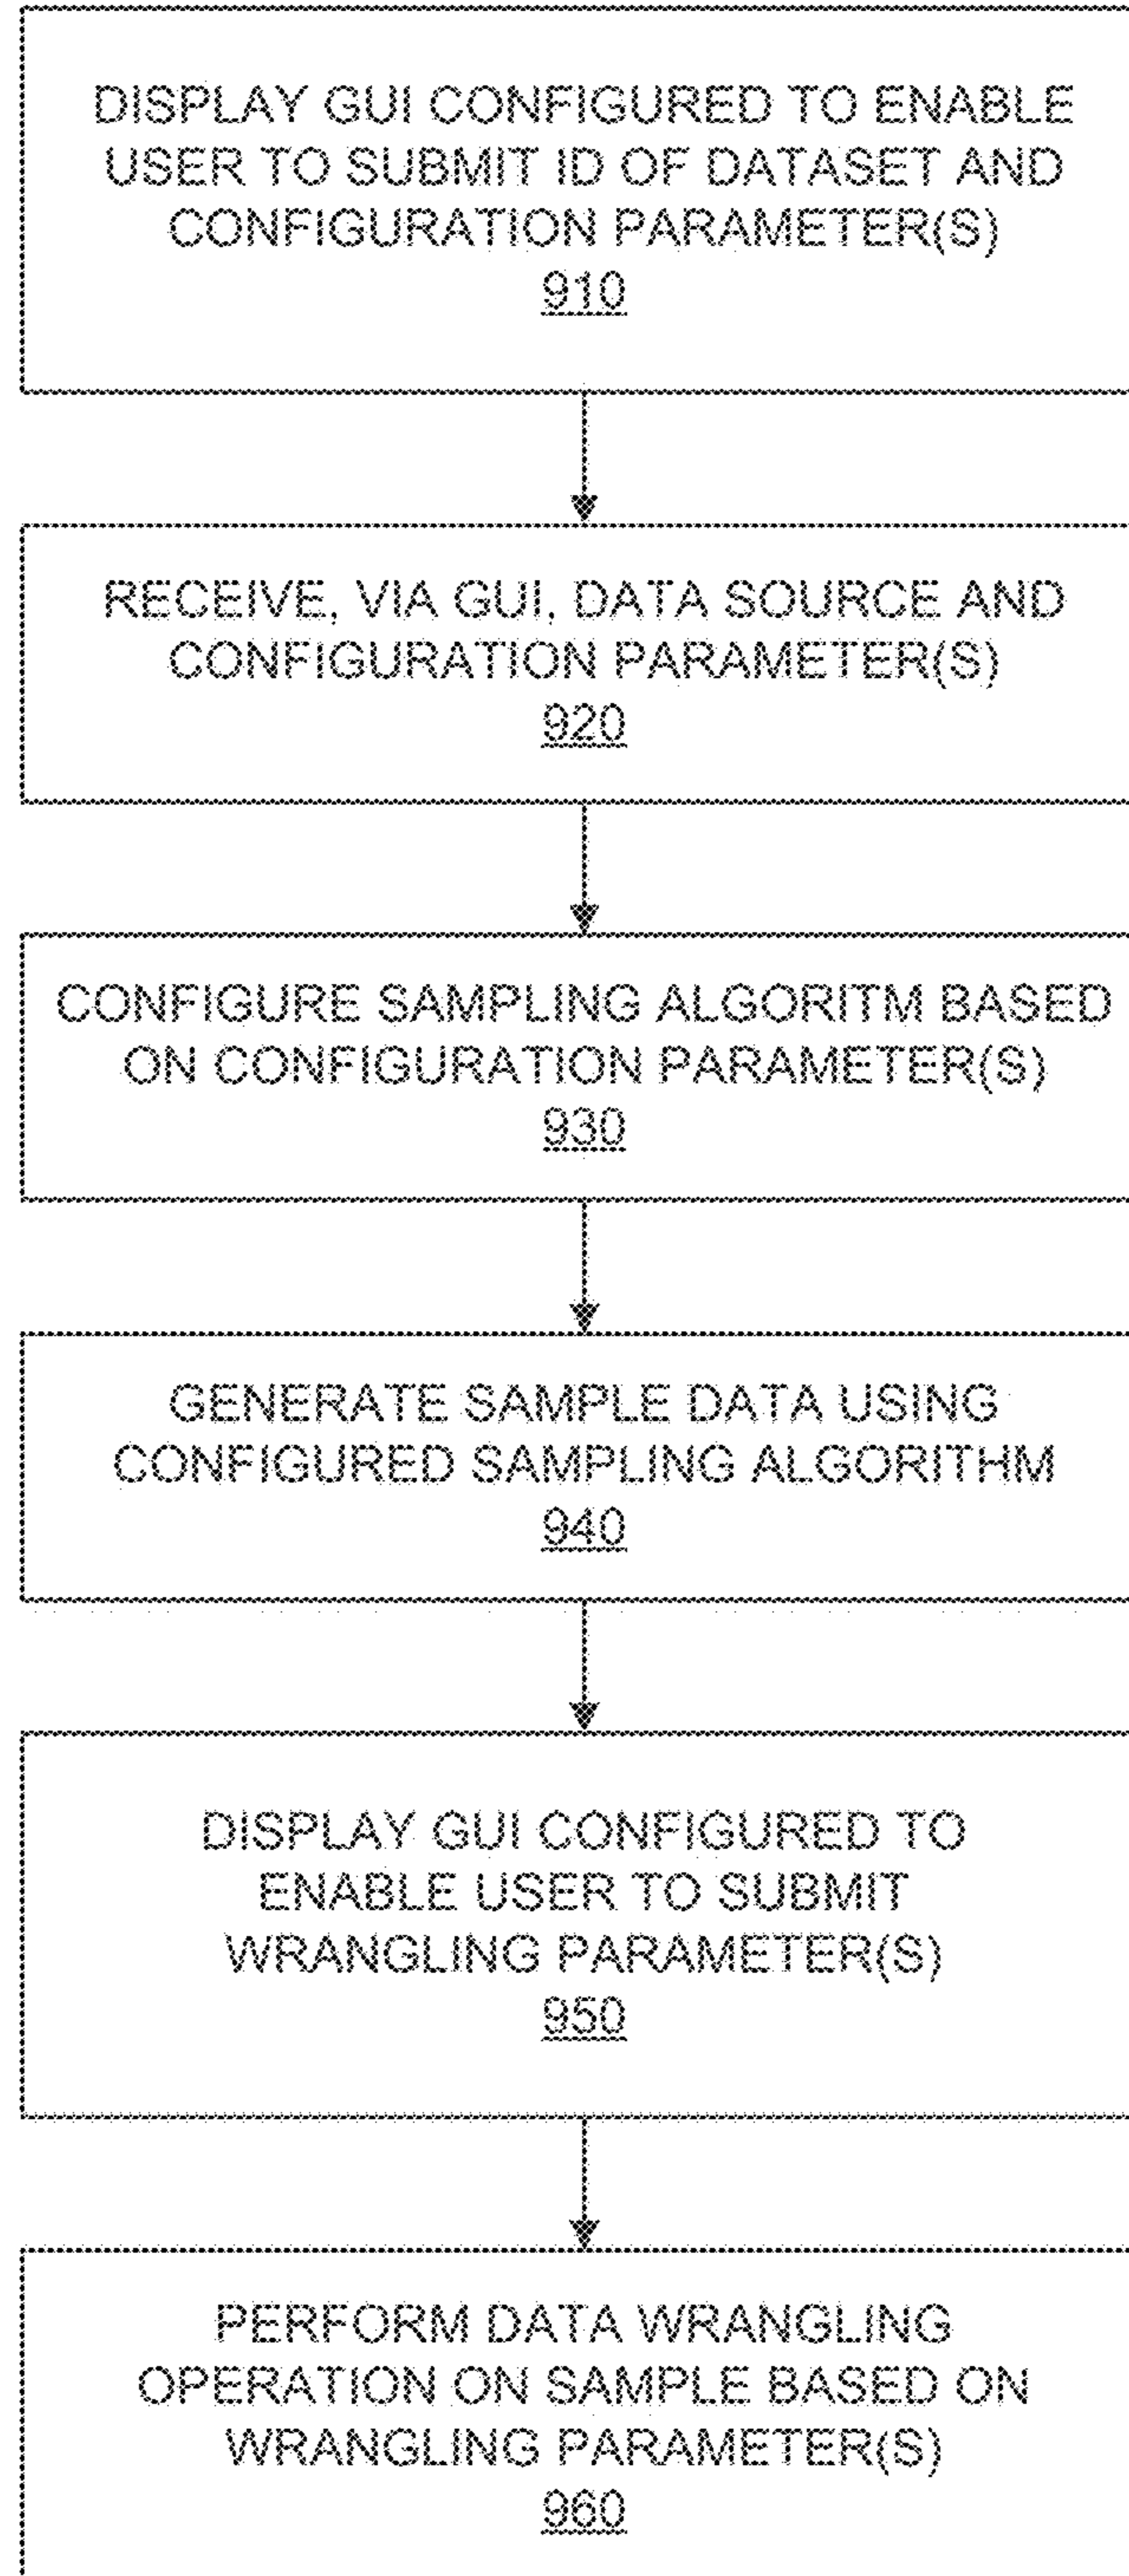 DISPLAY GUI CONFIGURED TO ENABLE
USER TO SUBMIT ID OF DATASET AND
CONFIGURATION PARAMETER(S)
910
RECEIVE, VIA GUI, DATA SOURCE AND
CONFIGURATION PARAMETER(S)
920
CONFIGURE SAMPLING ALGORITM BASED
ON CONFIGURATION PARAMETER(S)
930
GENERATE SAMPLE DATA USING
CONFIGURED SAMPLING ALGORITHM
940
DISPLAY GUI CONFIGURED TO
ENABLE USER TO SUBMIT
WRANGLING PARAMETER(S)
950
PERFORM DATA WRANGLING
OPERATION ON SAMPLE BASED ON
WRANGLING PARAMETER(S)
960